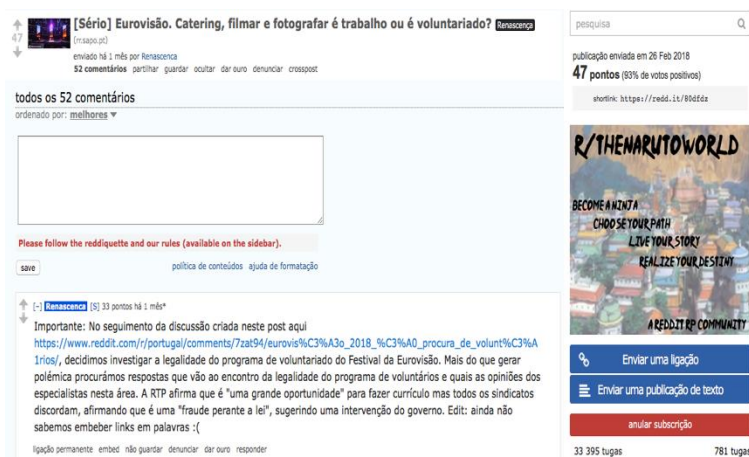 [Sério] Eurovisão. Catering, filmar e fotografar é trabalho ou é voluntariado? Renascença
47
(rr.sapo.pt)
enviado há 1 mês por Renascenca
52 comentários partilhar guardar ocultar dar ouro denunciar crosspost
todos os 52 comentários
ordenado por: melhores ▼
Please follow the reddiquette and our rules (available on the sidebar).
save
política de conteúdos ajuda de formatação
[-] Renascenca [S] 33 pontos há 1 mês*
Importante: No seguimento da discussão criada neste post aqui
https://www.reddit.com/r/portugal/comments/7zat94/eurovis%C3%A3o_2018_%C3%A0_procura_de_volunt%C3%A
1rios/, decidimos investigar a legalidade do programa de voluntariado do Festival da Eurovisão. Mais do que gerar
polémica procurámos respostas que vão ao encontro da legalidade do programa de voluntários e quais as opiniões dos
especialistas nesta área. A RTP afirma que é "uma grande oportunidade" para fazer currículo mas todos os sindicatos
discordam, afirmando que é uma "fraude perante a lei", sugerindo uma intervenção do governo. Edit: ainda não
sabemos embeber links em palavras :(
ligação permanente embed não guardar denunciar dar ouro responder
pesquisa
publicação enviada em 26 Feb 2018
47 pontos (93% de votos positivos)
shortlink: https://redd.it/80dfdz
R/THENARUTOWORLD
BECOME A NINJA
CHOOSE YOUR PATH
LIVE YOUR STORY
REALIZE YOUR DESTINY
A REDDIT RP COMMUNITY
Enviar uma ligação
Enviar uma publicação de texto
anular subscrição
33 395 tugas 781 tugas